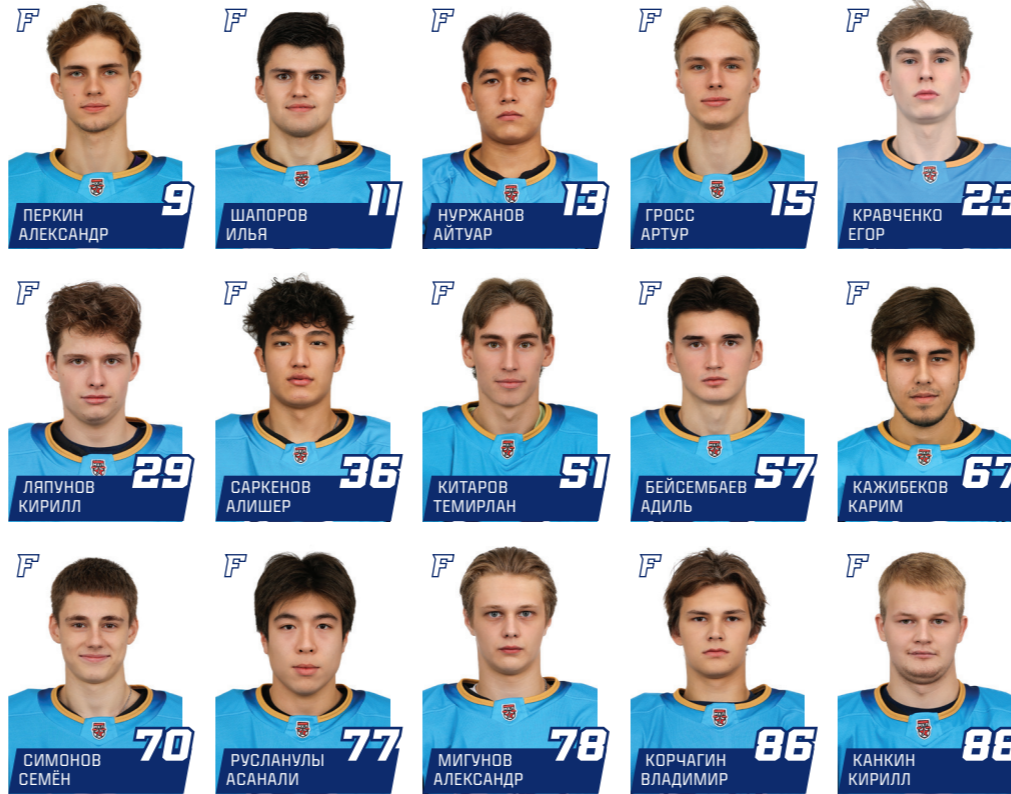 F
F
F
F
F
9
ПЕРКИН
АЛЕКСАНДР
11
ШАПОРОВ
ИЛЬЯ
13
НУРЖАНОВ
АЙТУАР
15
ГРОСС
АРТУР
23
КРАВЧЕНКО
ЕГОР
F
F
F
F
F
29
ЛЯПУНОВ
КИРИЛЛ
36
САРКЕНОВ
АЛИШЕР
51
КИТАРОВ
ТЕМИРЛАН
57
БЕЙСЕМБАЕВ
АДИЛЬ
67
КАЖИБЕКОВ
КАРИМ
F
F
F
F
F
70
СИМОНОВ
СЕМЁН
77
РУСЛАНУЛЫ
АСАНАЛИ
78
МИГУНОВ
АЛЕКСАНДР
86
КОРЧАГИН
ВЛАДИМИР
88
КАНКИН
КИРИЛЛ